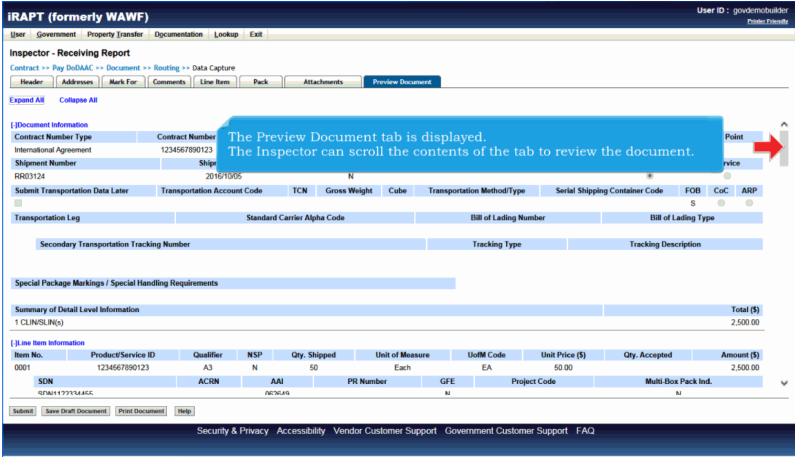 iRAPT (formerly WAWF)
User ID : govdemobuilder
Printer Friendly
User Government Property Transfer Documentation Lookup Exit
Inspector - Receiving Report
Contract >> Pay DoDAAC >> Document >> Routing >> Data Capture
Header Addresses Mark For Comments Line Item Pack Attachments Preview Document
Expand All Collapse All
[-]Document Information
Contract Number Type Contract Number Point
International Agreement 1234567890123
The Preview Document tab is displayed.
The Inspector can scroll the contents of the tab to review the document.
Shipment Number Ship
RR03124 2016/10/05 N
Submit Transportation Data Later Transportation Account Code TCN Gross Weight Cube Transportation Method/Type Serial Shipping Container Code FOB CoC ARP
S
Transportation Leg Standard Carrier Alpha Code Bill of Lading Number Bill of Lading Type
Secondary Transportation Tracking Number Tracking Type Tracking Description
Special Package Markings / Special Handling Requirements
Summary of Detail Level Information Total ($)
1 CLIN/SLIN(s) 2,500.00
[-]Line Item Information
Item No. Product/Service ID Qualifier NSP Qty. Shipped Unit of Measure UofM Code Unit Price ($) Qty. Accepted Amount ($)
0001 1234567890123 A3 N 50 Each EA 50.00 2,500.00
SDN ACRN AAI PR Number GFE Project Code Multi-Box Pack Ind.
SDN1122334455 062649 N N
Submit Save Draft Document Print Document Help
Security & Privacy Accessibility Vendor Customer Support Government Customer Support FAQ